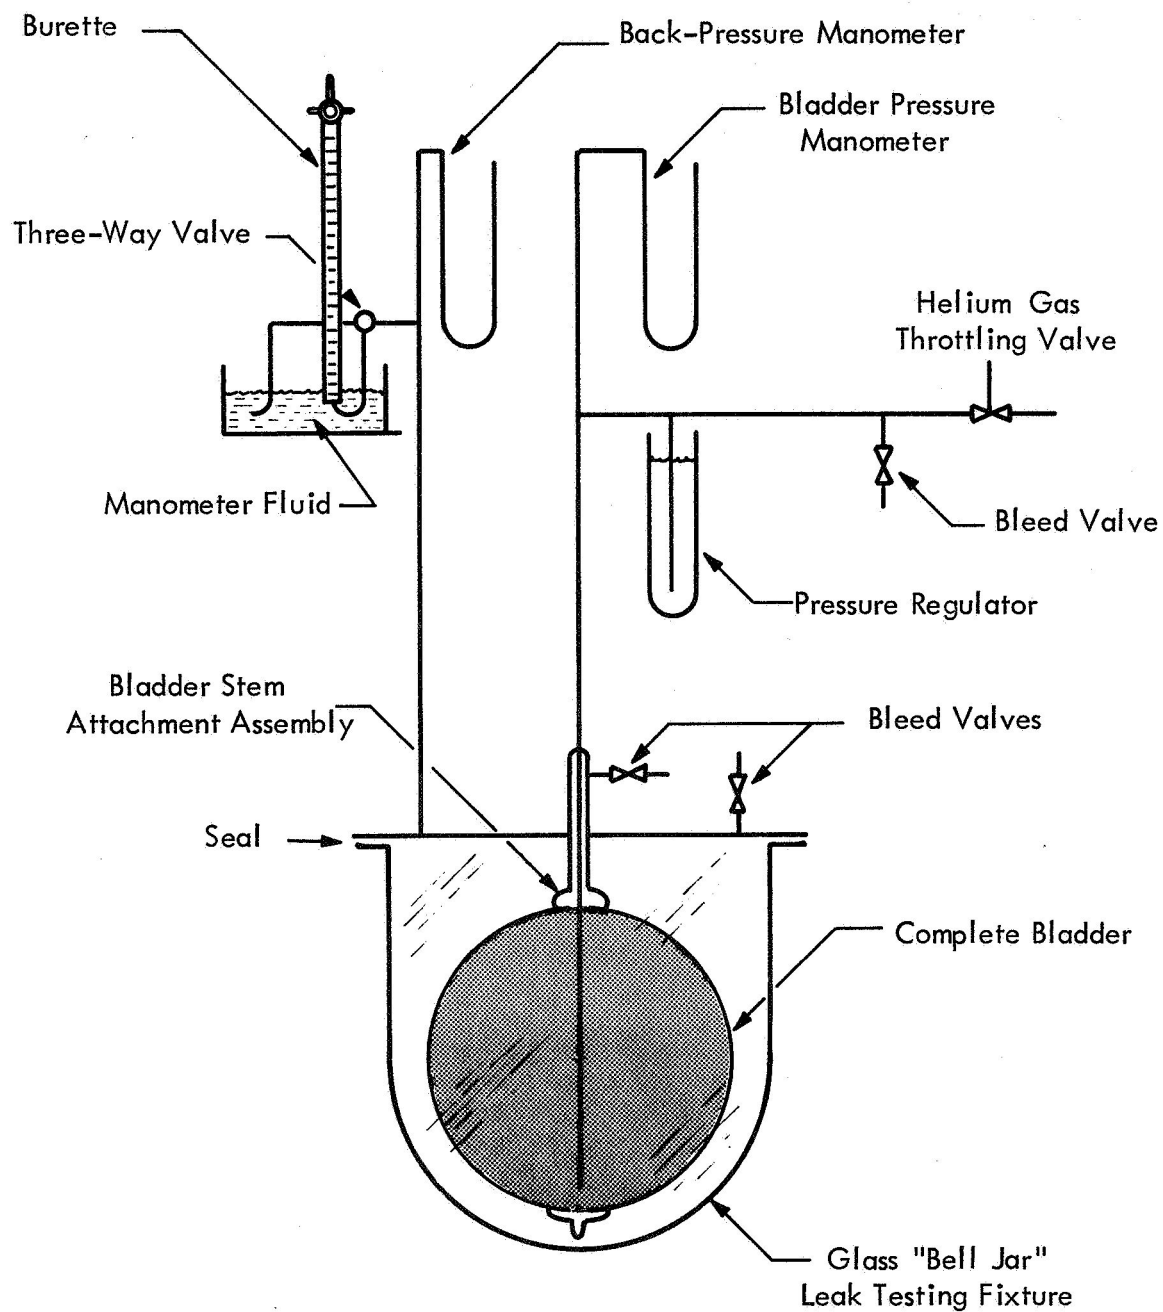 Burette
Back-Pressure Manometer
Bladder Pressure
Manometer
Three-Way Valve
Helium Gas
Throttling Valve
Manometer Fluid
Bleed Valve
Pressure Regulator
Bladder Stem
Attachment Assembly
Bleed Valves
Seal
Complete Bladder
Glass "Bell Jar"
Leak Testing Fixture